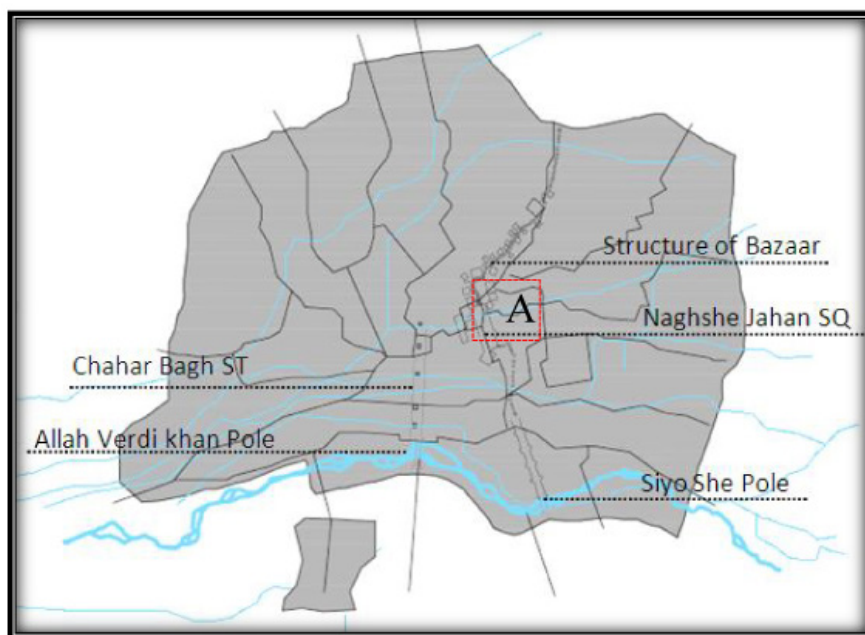 Structure of Bazaar
A
Naghshe Jahan SQ
Chahar Bagh ST
Allah Verdi khan Pole
Siyo She Pole